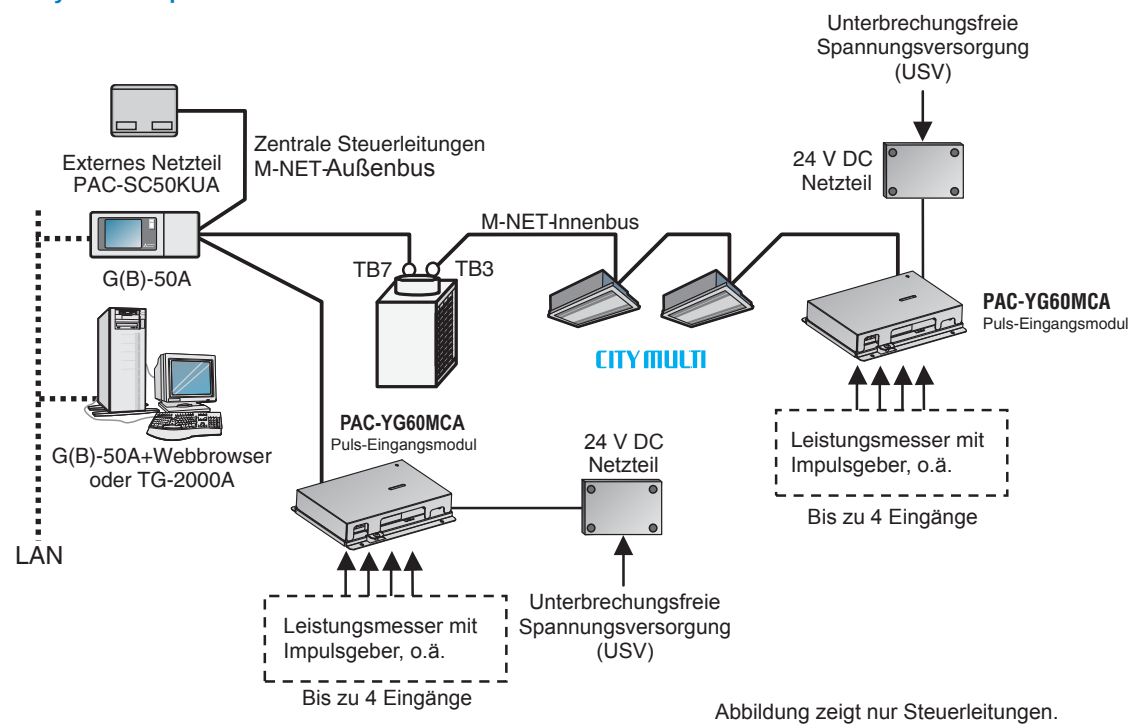 Unterbrechungsfreie
Spannungsversorgung
(USV)
Externes Netzteil
PAC-SC50KUA
Zentrale Steuerleitungen
M-NET-Außenbus
24 V DC
Netzteil
G(B)-50A
TB7
TB3
M-NET-Innenbus
CITY MULTI
PAC-YG60MCA
Puls-Eingangsmodul
Leistungsmesser mit
Impulsgeber, o.ä.
Bis zu 4 Eingänge
G(B)-50A+Webbrowser
oder TG-2000A
LAN
PAC-YG60MCA
Puls-Eingangsmodul
24 V DC
Netzteil
Leistungsmesser mit
Impulsgeber, o.ä.
Bis zu 4 Eingänge
Unterbrechungsfreie
Spannungsversorgung
(USV)
Abbildung zeigt nur Steuerleitungen.